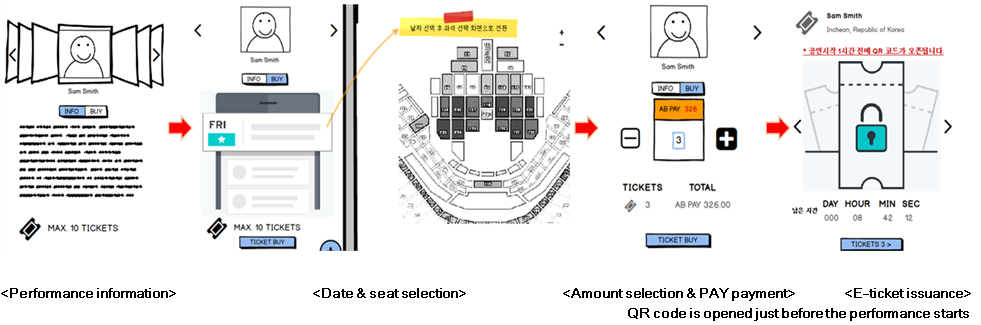 Sam Smith
INFO BUY
MAX. 10 TICKETS
Sam Smith
INFO BUY
FRI
MAX. 10 TICKETS
TICKET BUY
날짜 선택 후 좌석 선택 화면으로 전환
Sam Smith
INFO BUY
AB PAY 326
3
TICKETS TOTAL
3 AB PAY 326.00
TICKET BUY
Sam Smith
Incheon, Republic of Korea
* 공연시작 1시간 전에 QR 코드가 오픈됩니다.
남은 시간 DAY HOUR MIN SEC
000 08 42 12
TICKETS 3 >
<Performance information>
<Date & seat selection>
<Amount selection & PAY payment>
<E-ticket issuance>
QR code is opened just before the performance starts